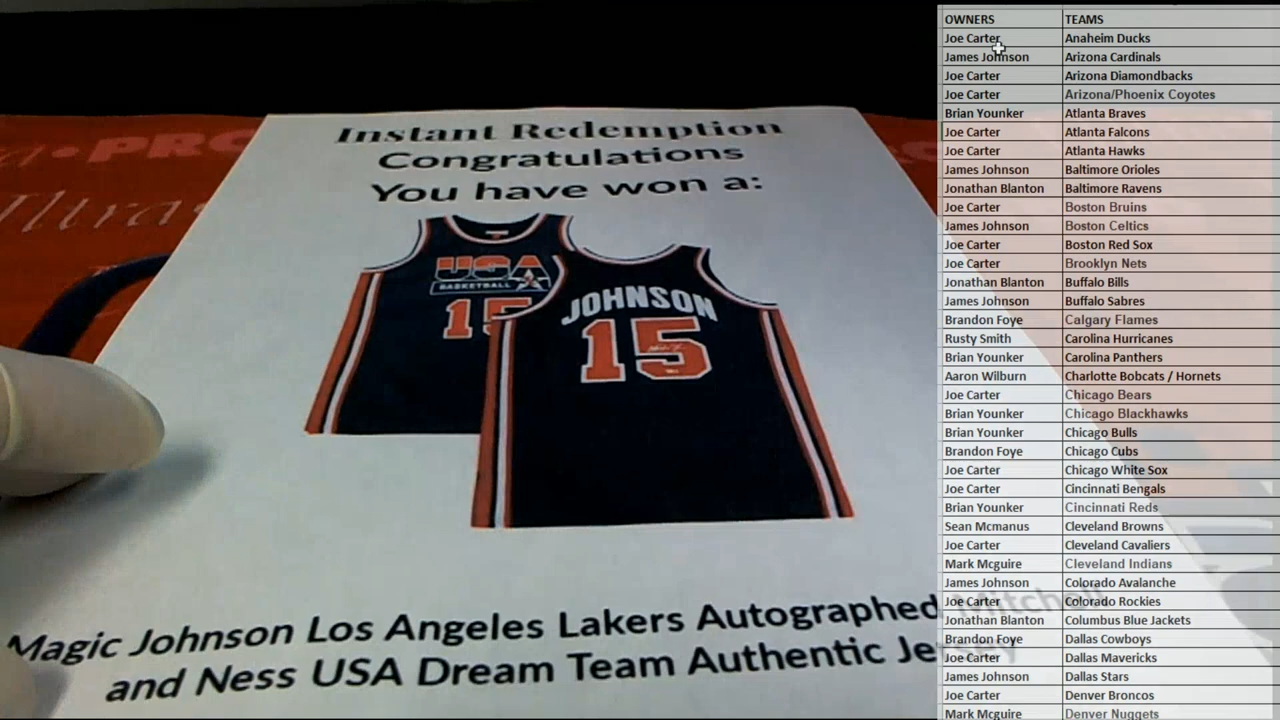 Instant Redemption
Congratulations
You have won a:
USA
BASKETBALL
15
JOHNSON
15
Magic Johnson Los Angeles Lakers Autographed Mitchell
and Ness USA Dream Team Authentic Jersey
PRO
OWNERS TEAMS
Joe Carter Anaheim Ducks
James Johnson Arizona Cardinals
Joe Carter Arizona Diamondbacks
Joe Carter Arizona/Phoenix Coyotes
Brian Younker Atlanta Braves
Joe Carter Atlanta Falcons
Joe Carter Atlanta Hawks
James Johnson Baltimore Orioles
Jonathan Blanton Baltimore Ravens
Joe Carter Boston Bruins
James Johnson Boston Celtics
Joe Carter Boston Red Sox
Joe Carter Brooklyn Nets
Jonathan Blanton Buffalo Bills
James Johnson Buffalo Sabres
Brandon Foye Calgary Flames
Rusty Smith Carolina Hurricanes
Brian Younker Carolina Panthers
Aaron Wilburn Charlotte Bobcats / Hornets
Joe Carter Chicago Bears
Brian Younker Chicago Blackhawks
Brian Younker Chicago Bulls
Brandon Foye Chicago Cubs
Joe Carter Chicago White Sox
Joe Carter Cincinnati Bengals
Brian Younker Cincinnati Reds
Sean Mcmanus Cleveland Browns
Joe Carter Cleveland Cavaliers
Mark Mcguire Cleveland Indians
James Johnson Colorado Avalanche
Joe Carter Colorado Rockies
Jonathan Blanton Columbus Blue Jackets
Brandon Foye Dallas Cowboys
Joe Carter Dallas Mavericks
James Johnson Dallas Stars
Joe Carter Denver Broncos
Mark Mcguire Denver Nuggets